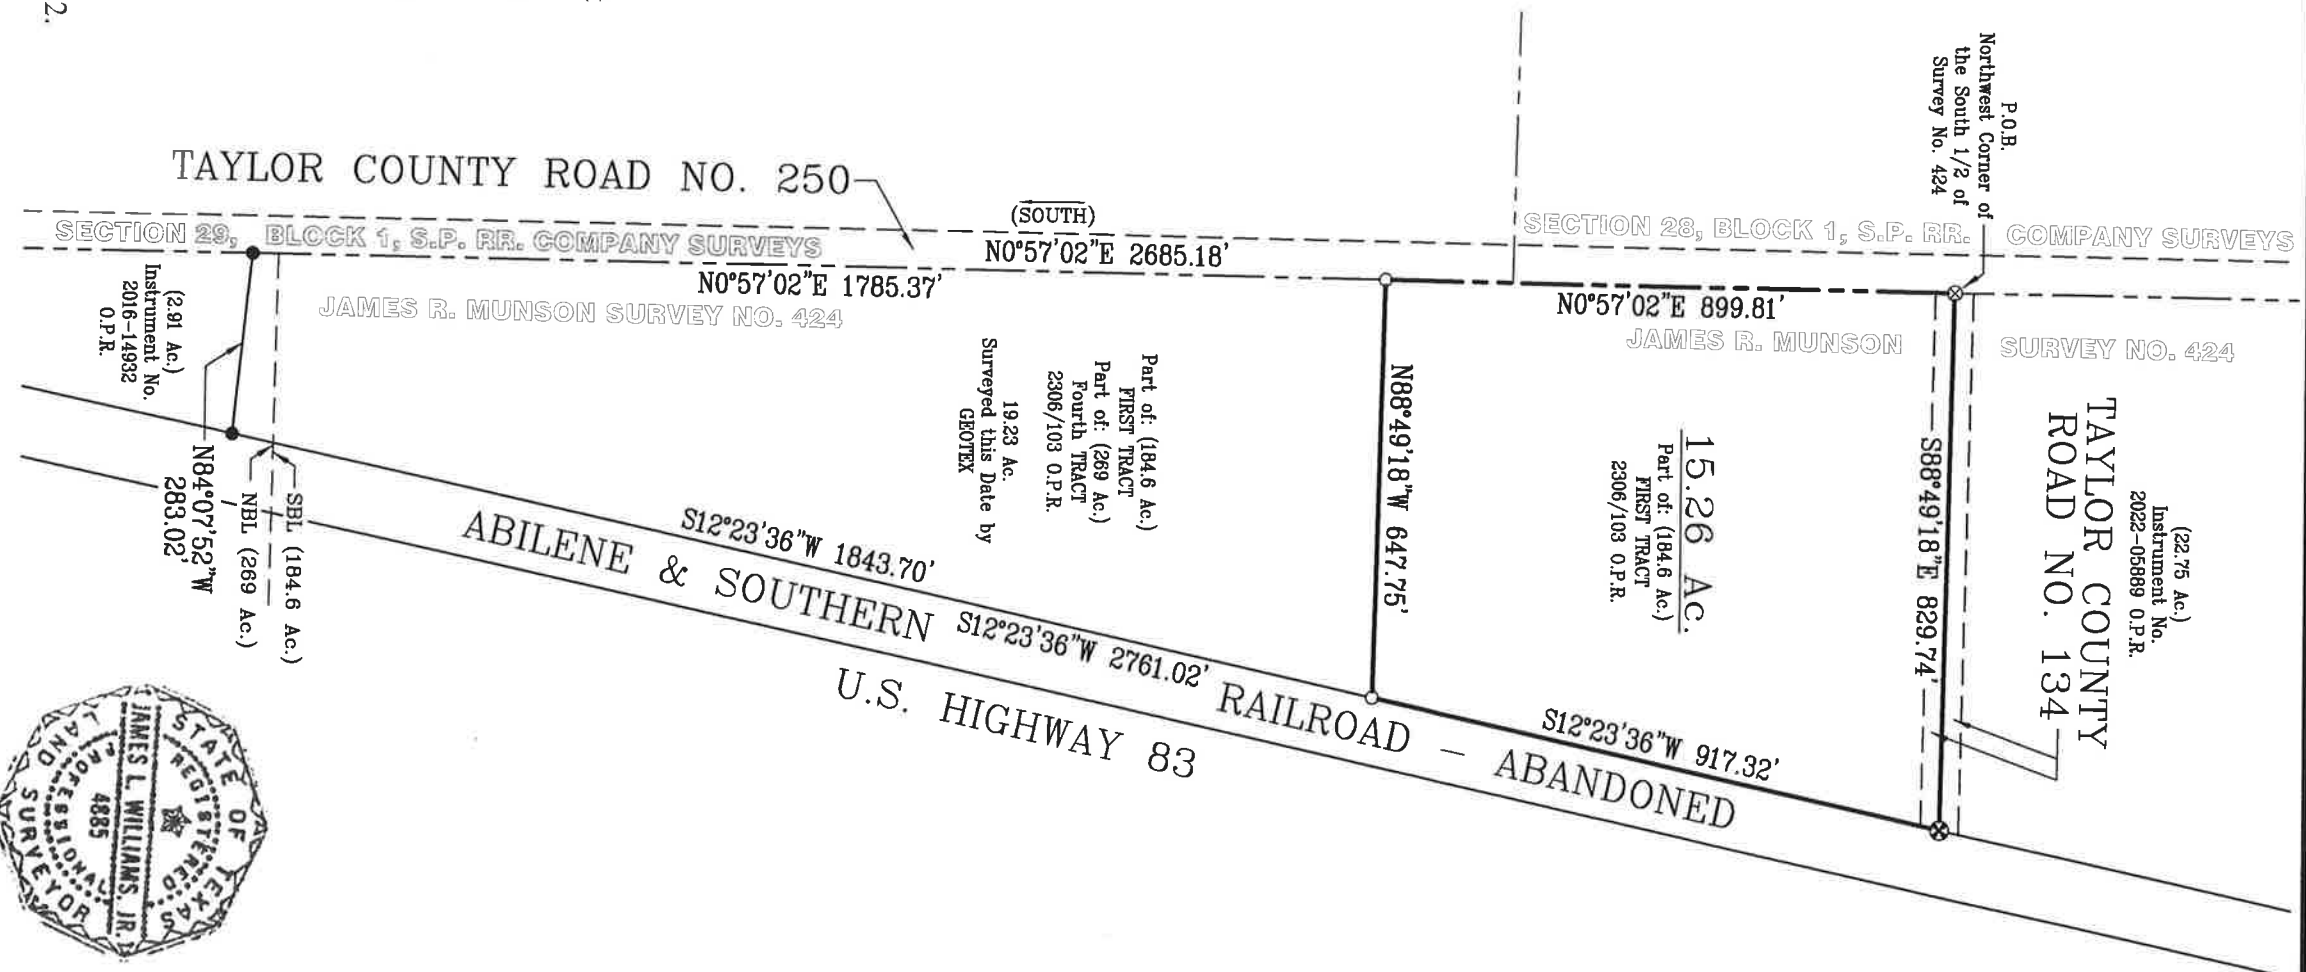 2.
P.O.B.
Northwest Corner of
the South 1/2 of
Survey No. 424
TAYLOR COUNTY ROAD NO. 250
(SOUTH)
SECTION 29, BLOCK 1, S.P. RR. COMPANY SURVEYS
N0°57'02"E 2685.18'
SECTION 28, BLOCK 1, S.P. RR. COMPANY SURVEYS
N0°57'02"E 1785.37'
N0°57'02"E 899.81'
JAMES R. MUNSON SURVEY NO. 424
JAMES R. MUNSON SURVEY NO. 424
(2.91 Ac.)
Instrument No.
2016-14932
O.P.R.
Part of: (184.6 Ac.)
FIRST TRACT
Part of: (269 Ac.)
Fourth TRACT
2306/103 O.P.R.
19.23 Ac.
Surveyed this Date by
GEOTEX
N88°49'18"W 647.75'
15.26 Ac.
Part of: (184.6 Ac.)
FIRST TRACT
2306/103 O.P.R.
S88°49'18"E 829.74'
TAYLOR COUNTY
ROAD NO. 134
(22.75 Ac.)
Instrument No.
2022-05889 O.P.R.
N84°07'52"W
283.02'
SBL (184.6 Ac.)
NBL (269 Ac.)
S12°23'36"W 1843.70'
S12°23'36"W 2761.02'
S12°23'36"W 917.32'
ABILENE & SOUTHERN RAILROAD - ABANDONED
U.S. HIGHWAY 83
STATE OF TEXAS
REGISTERED
JAMES L. WILLIAMS, JR.
4885
PROFESSIONAL
LAND SURVEYOR